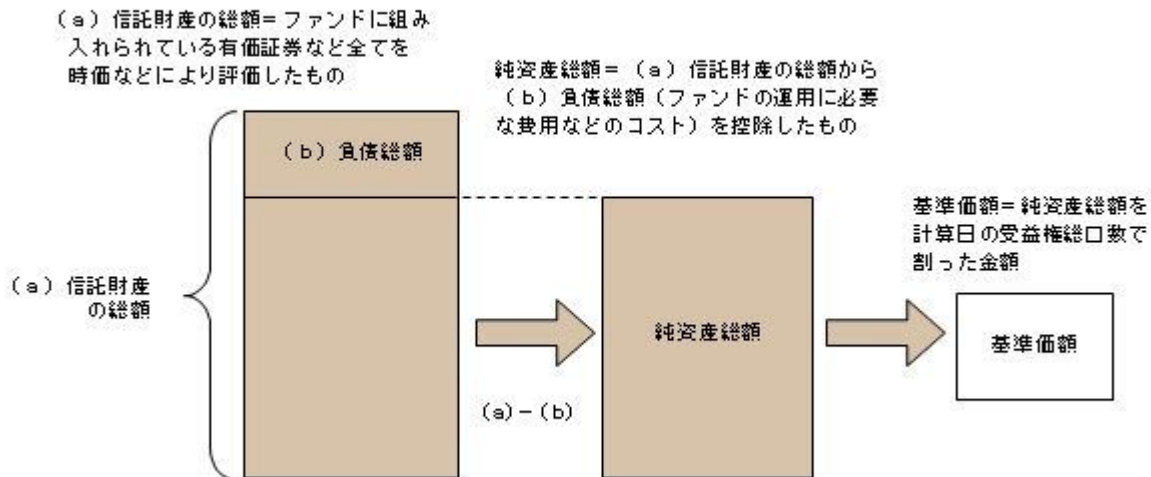 (a) 信託財産の総額=ファンドに組み
入れられている有価証券など全てを
時価などにより評価したもの
純資産総額= (a) 信託財産の総額から
(b) 負債総額(ファンドの運用に必要
な費用などのコスト)を控除したもの
(b) 負債総額
基準価額=純資産総額を
計算日の受益権総口数で
割った金額
(a) 信託財産
の総額
純資産総額
基準価額
(a)-(b)